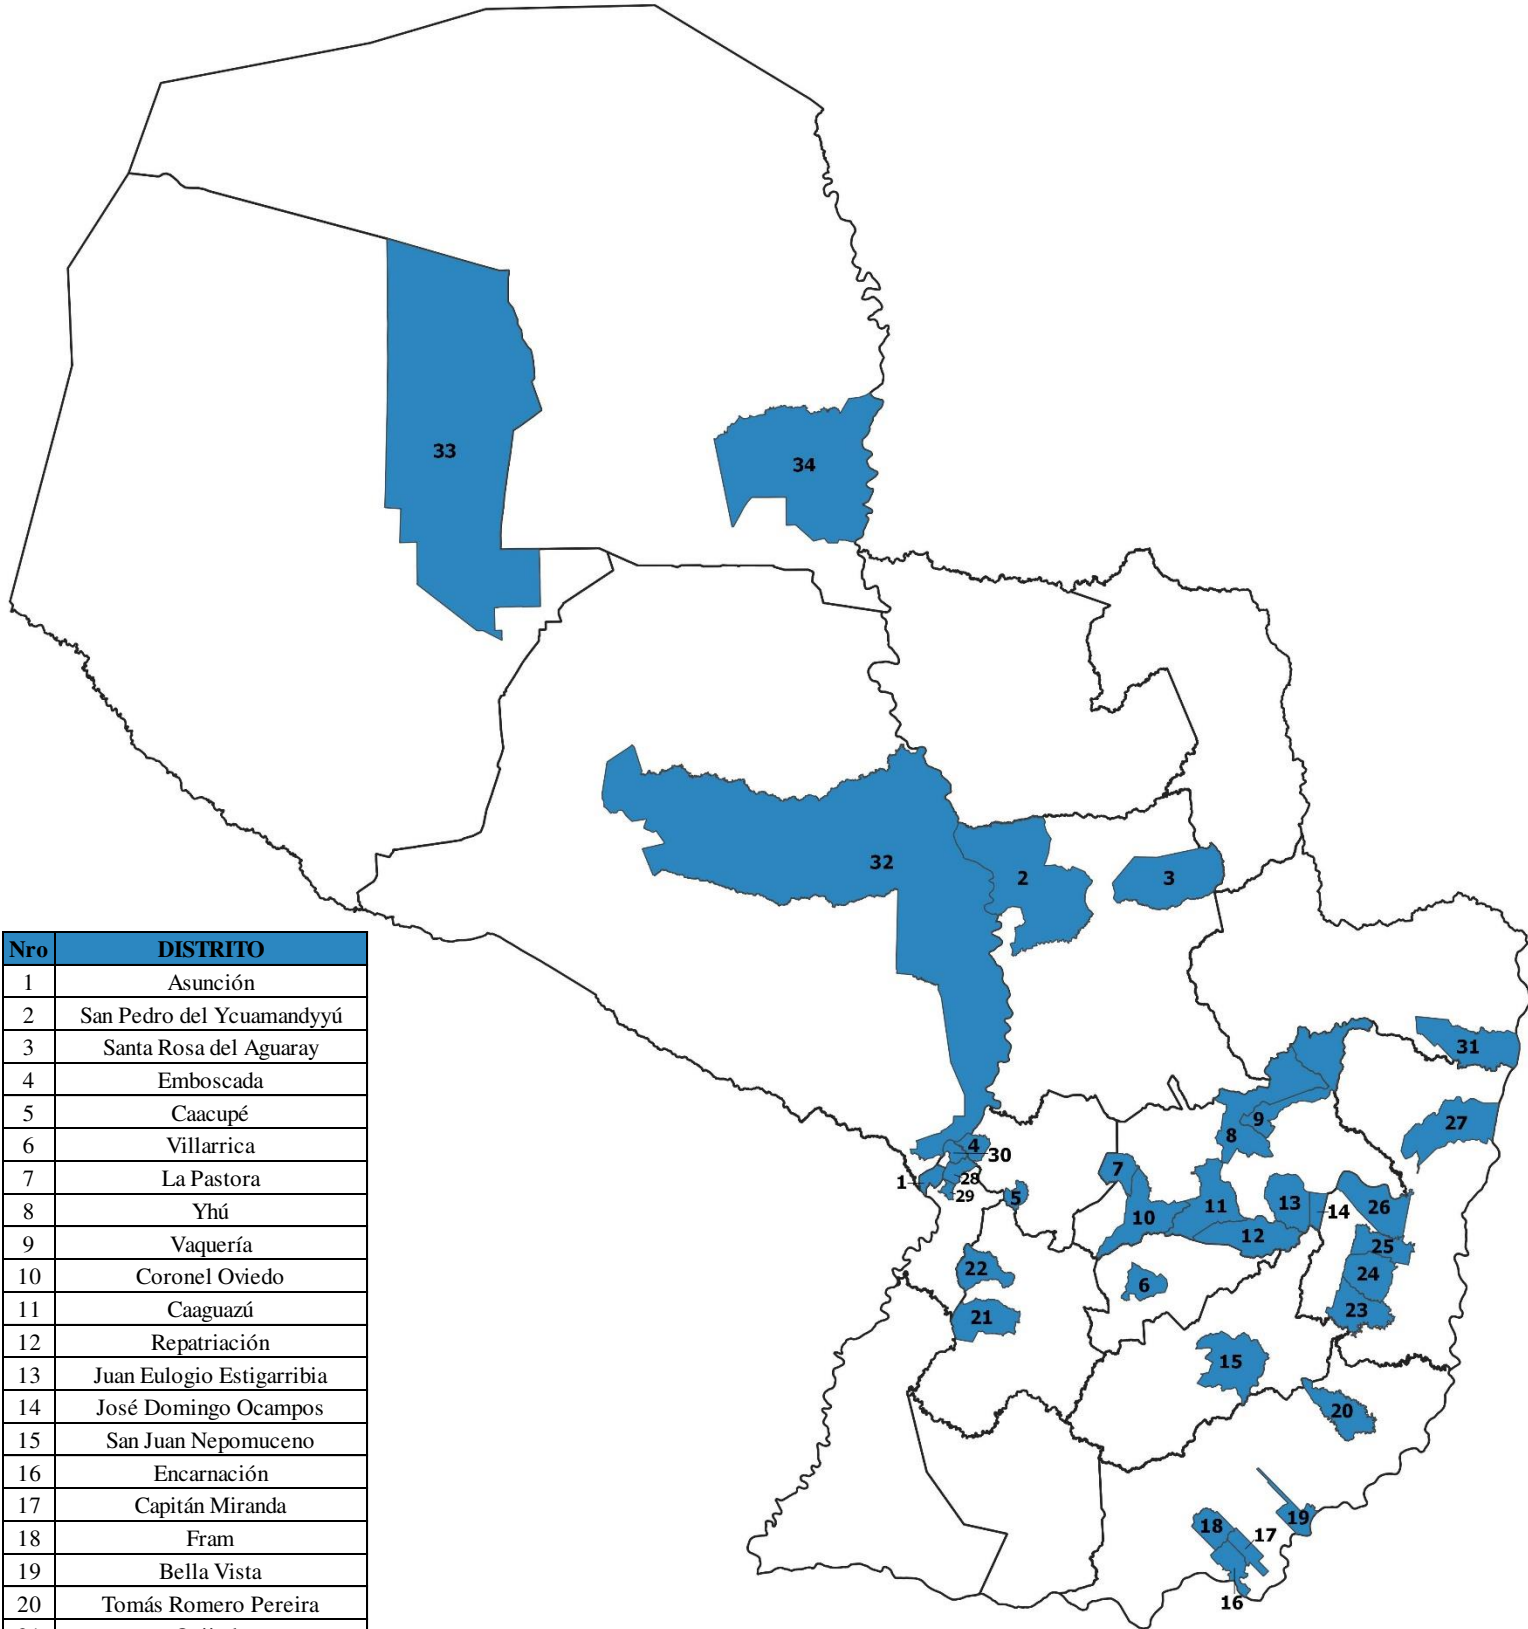 33
34
32
2
3
31
27
9
8
4
30
1
28
29
5
7
10
11
12
13
14
26
25
24
23
22
21
6
15
20
19
18
17
16
Nro DISTRITO
1 Asunción
2 San Pedro del Ycuamandyyú
3 Santa Rosa del Aguaray
4 Emboscada
5 Caacupé
6 Villarrica
7 La Pastora
8 Yhú
9 Vaquería
10 Coronel Oviedo
11 Caaguazú
12 Repatriación
13 Juan Eulogio Estigarribia
14 José Domingo Ocampos
15 San Juan Nepomuceno
16 Encarnación
17 Capitán Miranda
18 Fram
19 Bella Vista
20 Tomás Romero Pereira